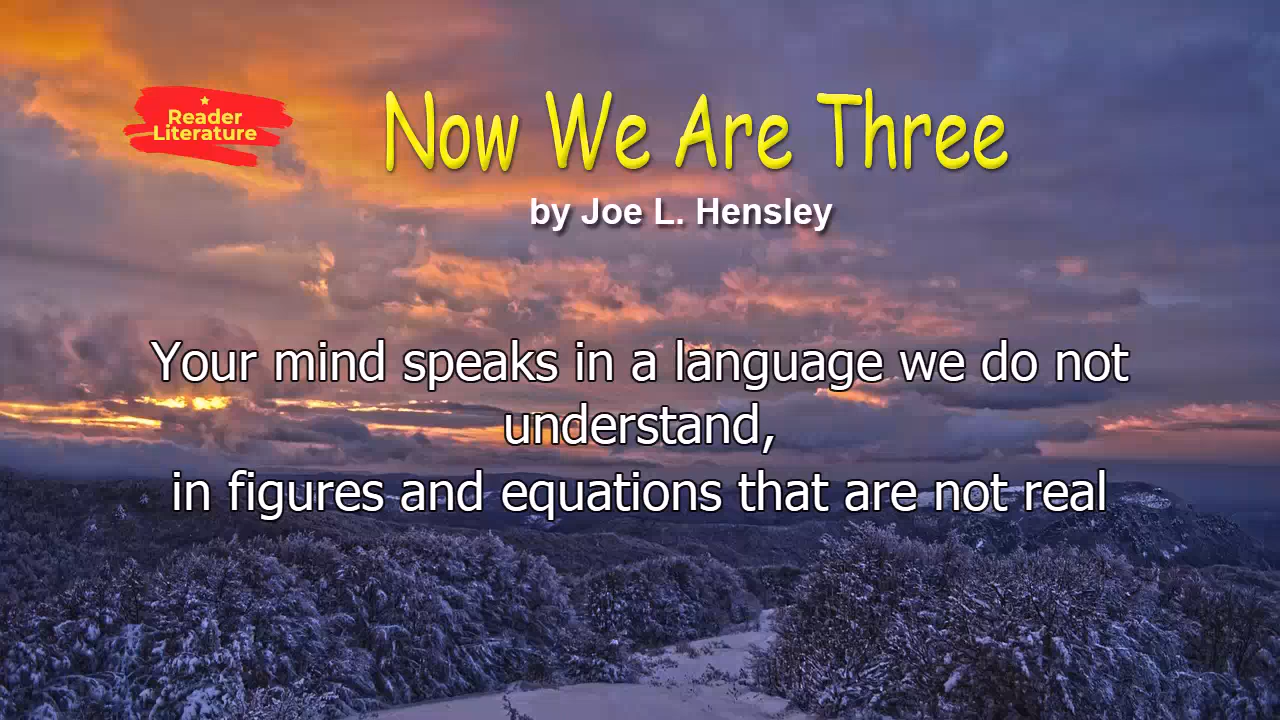 Reader
Literature
Now We Are Three
by Joe L. Hensley
Your mind speaks in a language we do not
understand,
in figures and equations that are not real